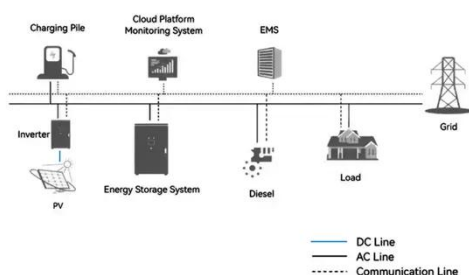 Charging Pile
Cloud Platform
Monitoring System
EMS
Grid
Inverter
PV
Energy Storage System
Diesel
Load
DC Line
AC Line
Communication Line